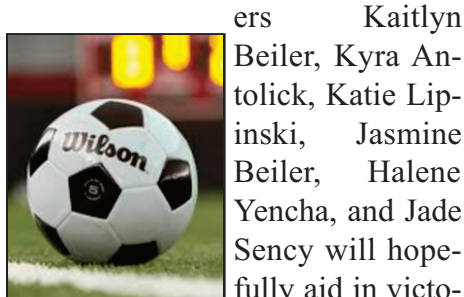 ers Kaitlyn
Beiler, Kyra An-
tolick, Katie Lip-
inski, Jasmine
Beiler, Halene
Yencha, and Jade
Sency will hope-
fully aid in victo-
Wilson
5